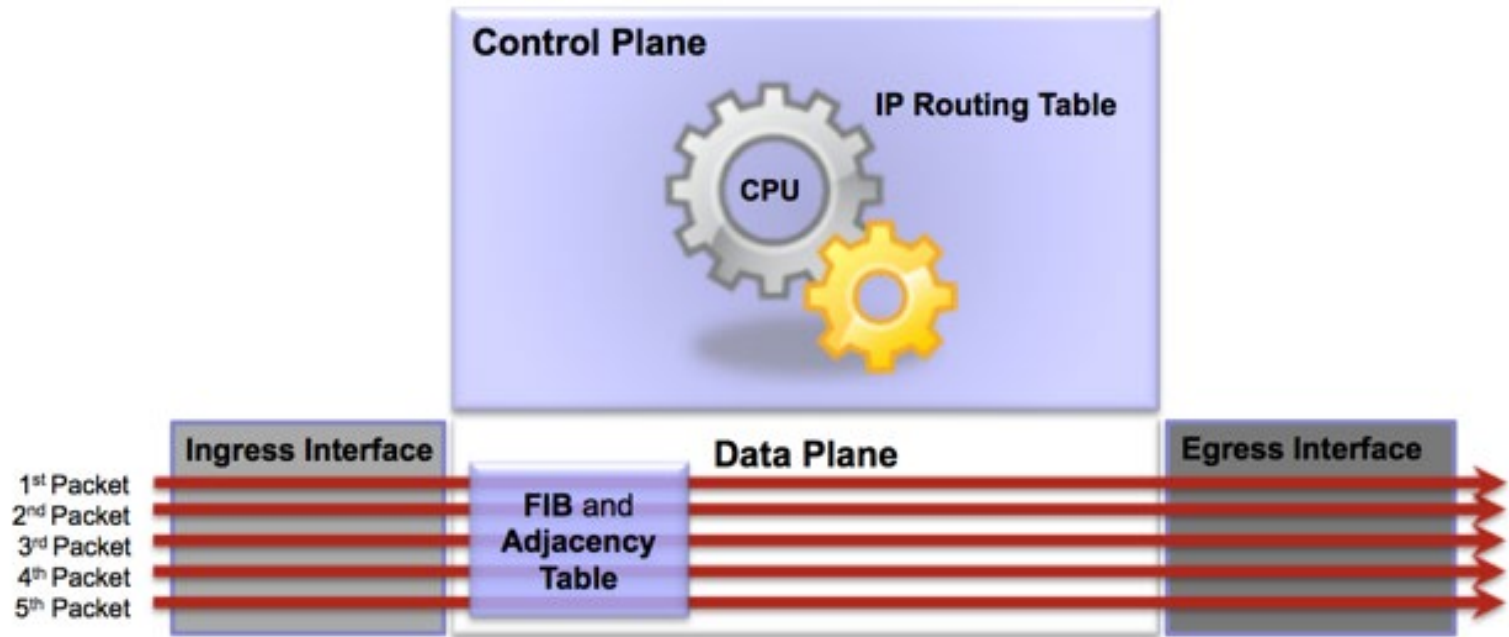 Control Plane
IP Routing Table
CPU
Ingress Interface
Data Plane
Egress Interface
1st Packet
2nd Packet
3rd Packet
4th Packet
5th Packet
FIB and
Adjacency
Table